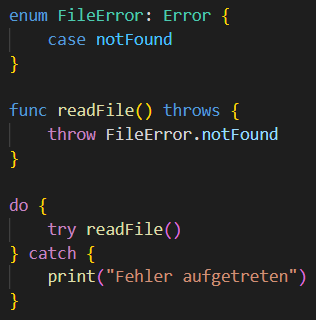 enum FileError: Error {
    case notFound
}

func readFile() throws {
    throw FileError.notFound
}

do {
    try readFile()
} catch {
    print("Fehler aufgetreten")
}